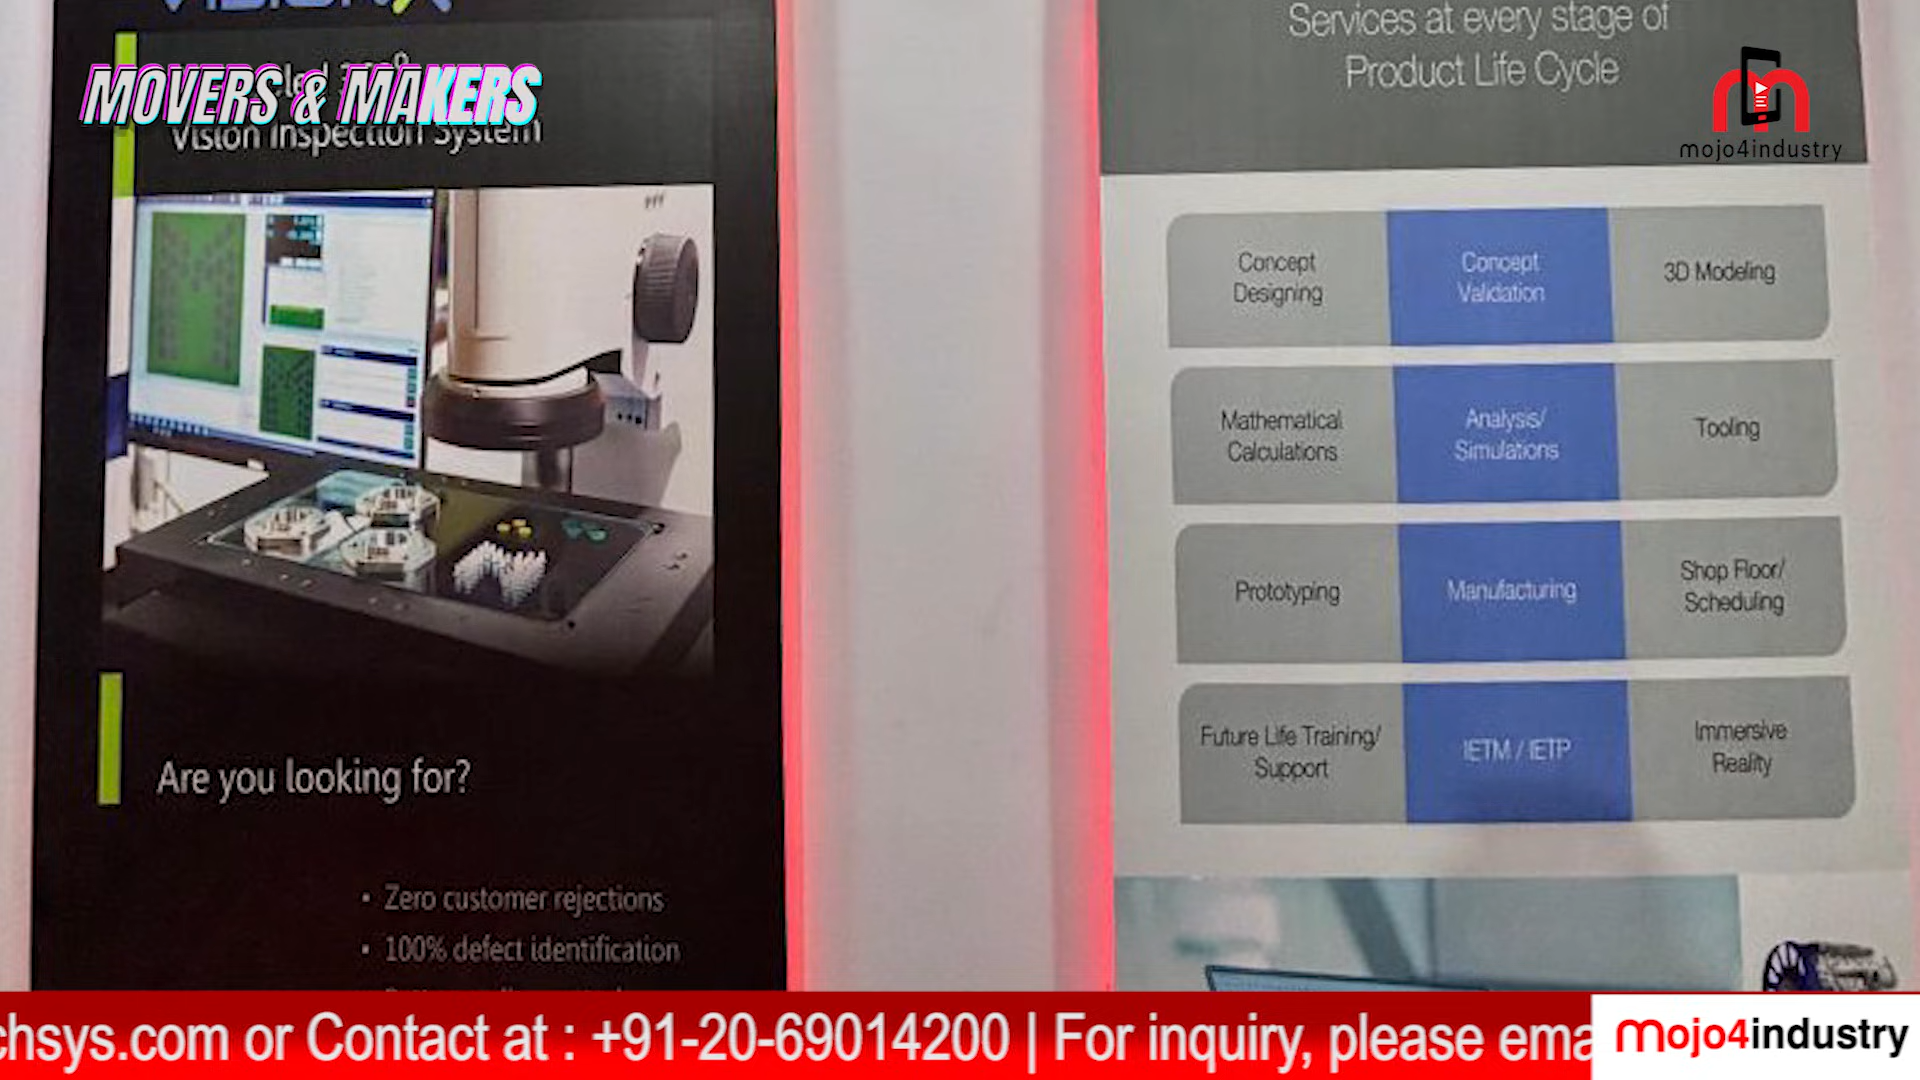 MOVERS & MAKERS
Vision Inspection System
Are you looking for?
• Zero customer rejections
• 100% defect identification
Services at every stage of
Product Life Cycle
mojo4industry
Concept
Designing
Concept
Validation
3D Modeling
Mathematical
Calculations
Analysis/
Simulations
Tooling
Prototyping
Manufacturing
Shop Floor/
Scheduling
Future Life Training/
Support
IETM / IETP
Immersive
Reality
chsys.com or Contact at : +91-20-69014200 | For inquiry, please ema
mojo4industry